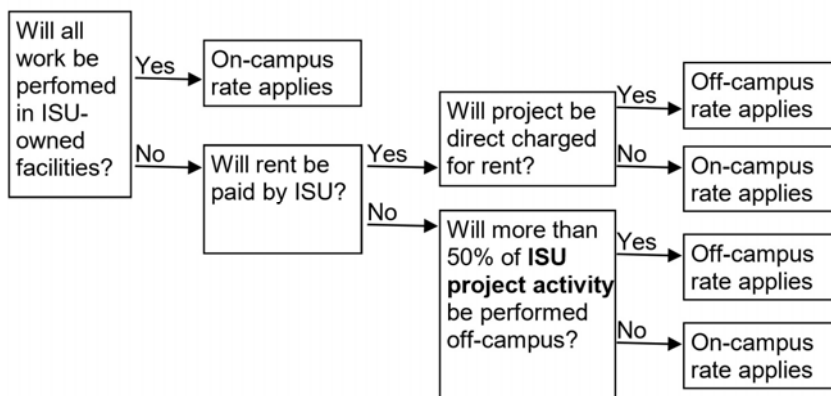 Will all
work be
perfomed
in ISU-
owned
facilities?
Yes
On-campus
rate applies
No
Will rent be
paid by ISU?
Yes
Will project be
direct charged
for rent?
Yes
Off-campus
rate applies
No
On-campus
rate applies
No
Will more than
50% of ISU
project activity
be performed
off-campus?
Yes
Off-campus
rate applies
No
On-campus
rate applies